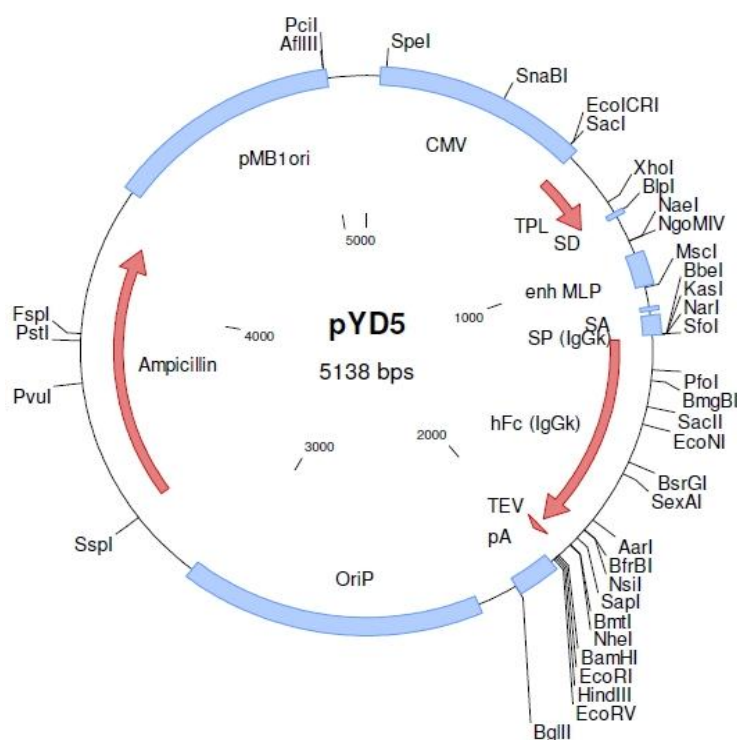 PciI
AflIII
SpeI
SnaBI
EcoICRI
SacI
CMV
pMB1ori
XhoI
BlpI
NaeI
NgoMIV
TPL
SD
MscI
BbeI
KasI
NarI
SfoI
enh MLP
SA
SP (IgGk)
5000
1000
2000
3000
4000
pYD5
5138 bps
FspI
PstI
PvuI
Ampicillin
hFc (IgGk)
PfoI
BmgBI
SacII
EcoNI
BsrGI
SexAI
TEV
pA
AarI
BfrBI
NsiI
SapI
BmtI
NheI
BamHI
EcoRI
HindIII
EcoRV
BglII
SspI
OriP